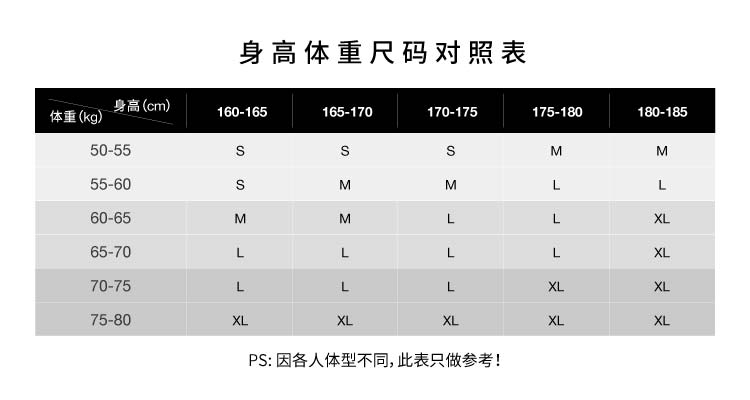 身高体重尺码对照表
身高(cm)
体重(kg)
160-165 165-170 170-175 175-180 180-185
50-55 S S S M M
55-60 S M M L L
60-65 M M L L XL
65-70 L L L L XL
70-75 L L L XL XL
75-80 XL XL XL XL XL
PS: 因各人体型不同, 此表只做参考!